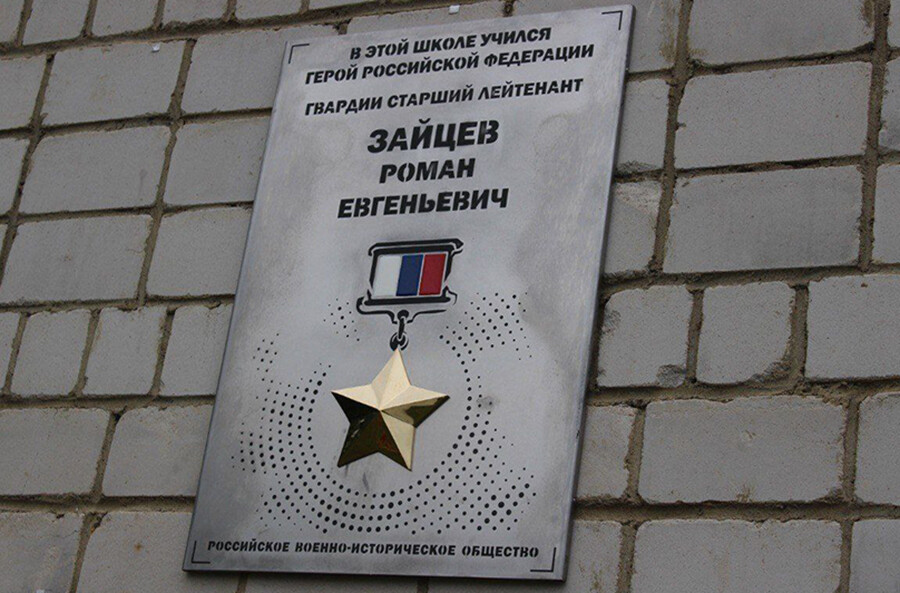 В ЭТОЙ ШКОЛЕ УЧИЛСЯ
ГЕРОЙ РОССИЙСКОЙ ФЕДЕРАЦИИ
ГВАРДИИ СТАРШИЙ ЛЕЙТЕНАНТ
ЗАЙЦЕВ
РОМАН
ЕВГЕНЬЕВИЧ
РОССИЙСКОЕ ВОЕННО-ИСТОРИЧЕСКОЕ ОБЩЕСТВО